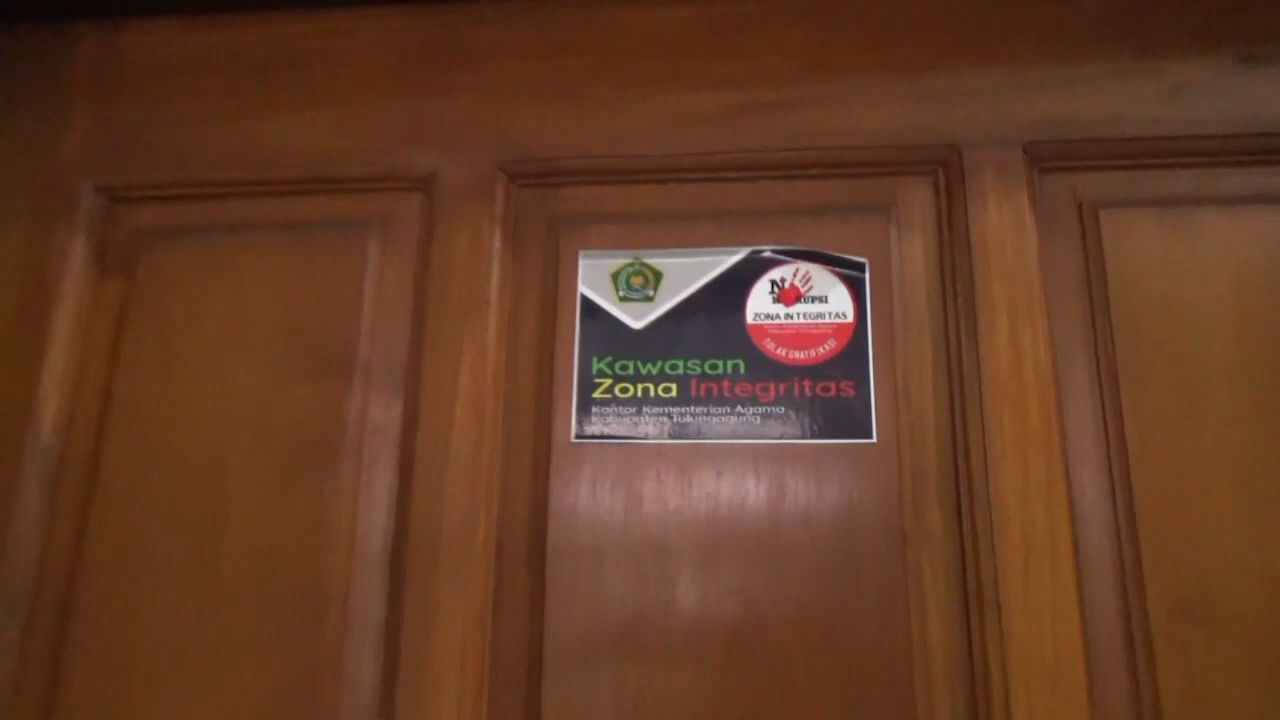 NO
KORUPSI
ZONA INTEGRITAS
TOLAK GRATIFIKASI
Kawasan
Zona Integritas
Kantor Kementerian Agama
Kabupaten Tulungagung